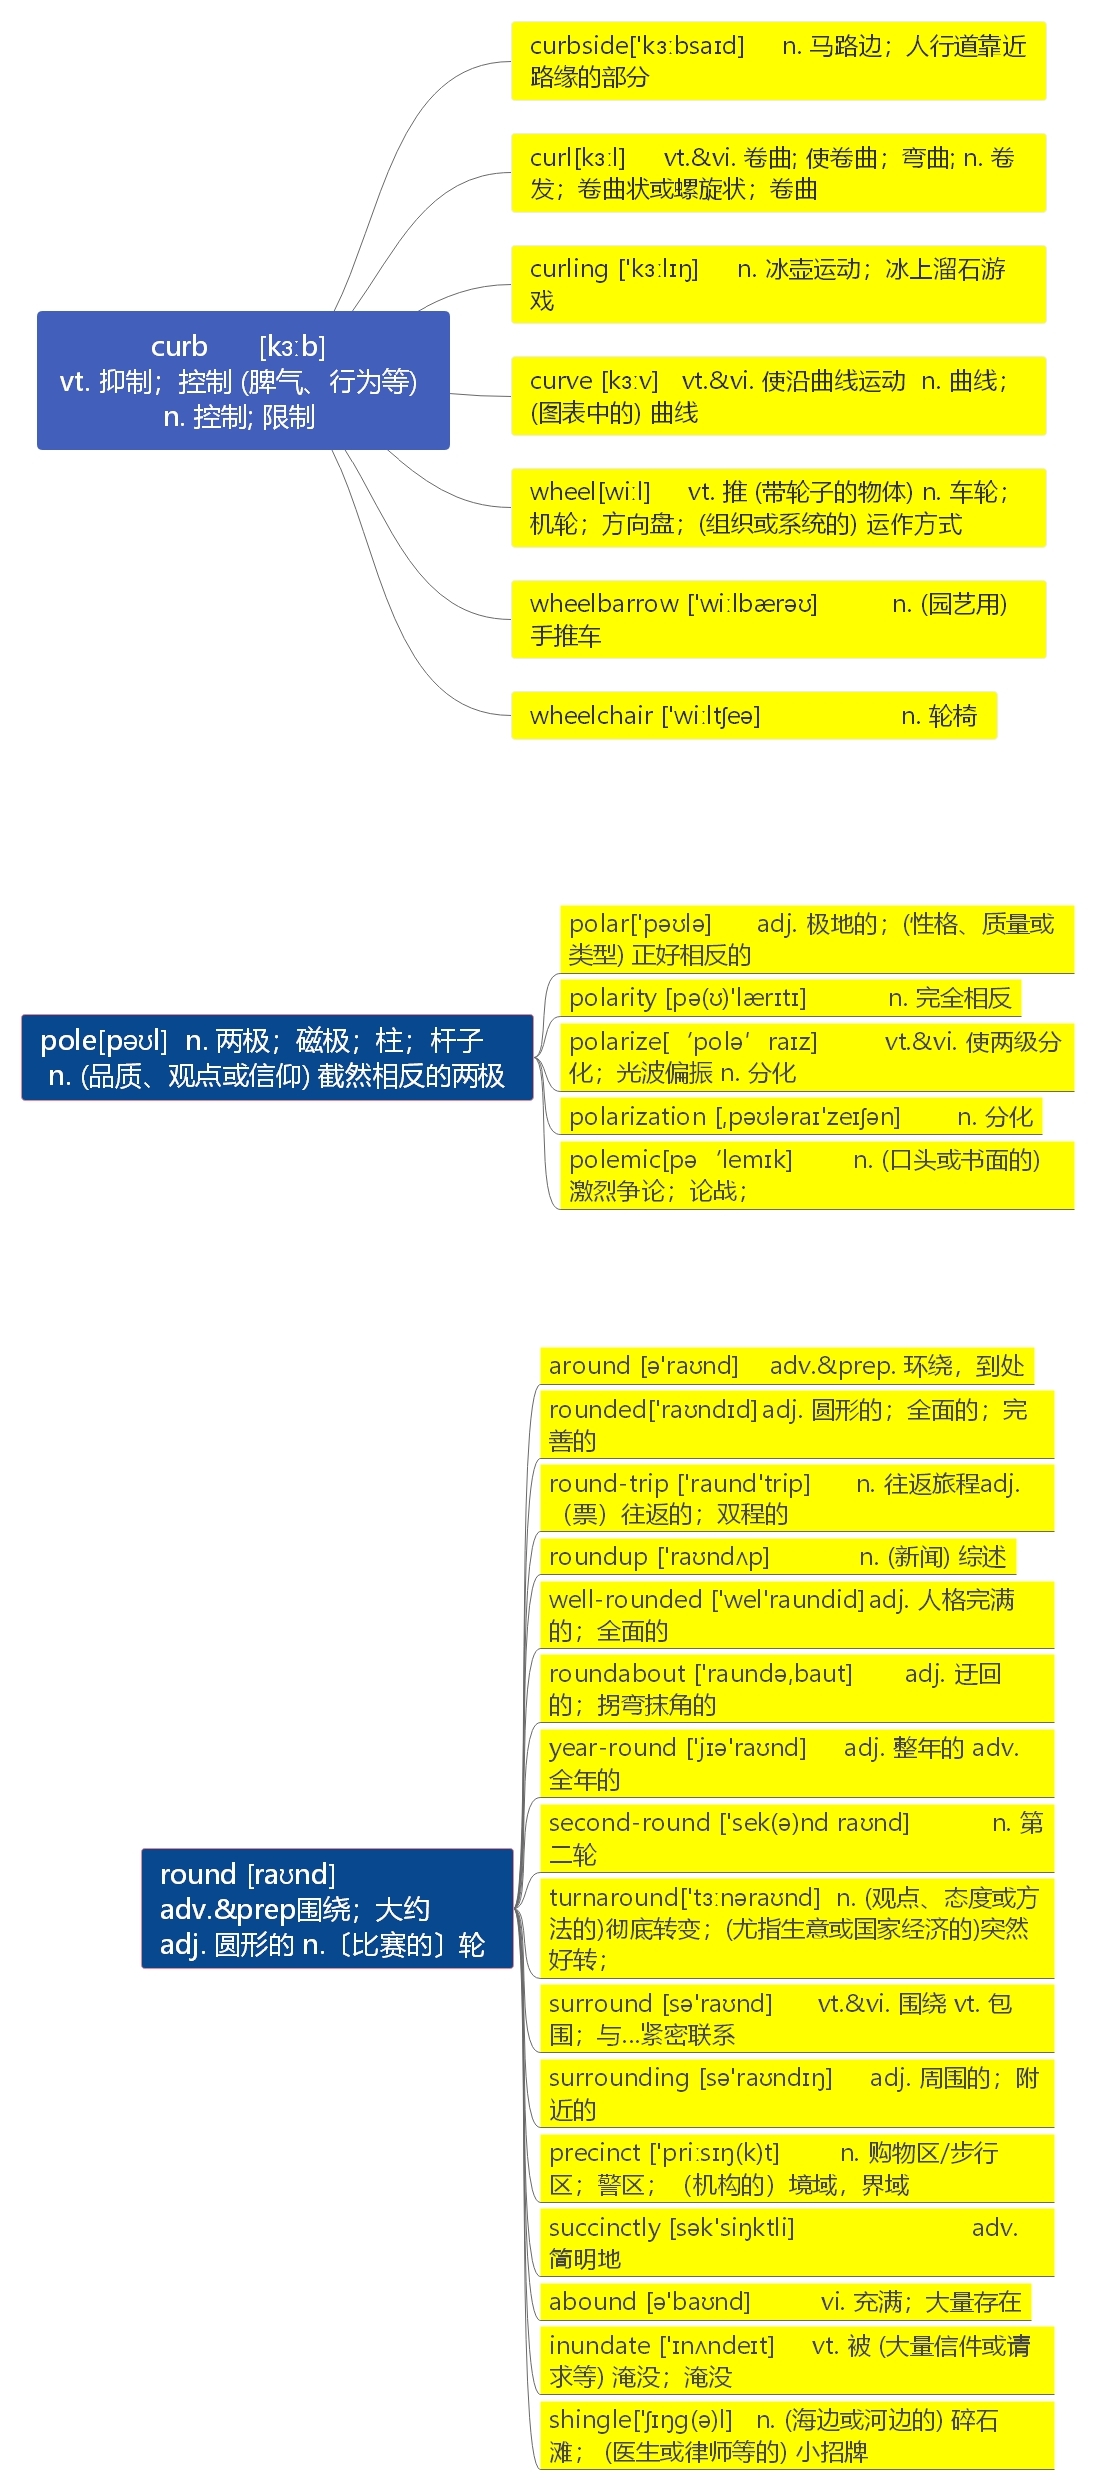 curbside['kɜːbsaɪd] n. 马路边；人行道靠近
路缘的部分
curl[kɜːl] vt.&vi. 卷曲; 使卷曲；弯曲; n. 卷
发；卷曲状或螺旋状；卷曲
curling ['kɜːlɪŋ] n. 冰壶运动；冰上溜石游
戏
curb [kɜːb]
vt. 抑制；控制 (脾气、行为等)
n. 控制; 限制
curve [kɜːv] vt.&vi. 使沿曲线运动 n. 曲线；
(图表中的) 曲线
wheel[wiːl] vt. 推 (带轮子的物体) n. 车轮；
机轮；方向盘；(组织或系统的) 运作方式
wheelbarrow ['wiːlbærəʊ] n. (园艺用)
手推车
wheelchair ['wiːltʃeə] n. 轮椅
polar['pəʊlə] adj. 极地的；(性格、质量或
类型) 正好相反的
polarity [pə(ʊ)'lærɪtɪ] n. 完全相反
pole[pəʊl] n. 两极；磁极；柱；杆子
n. (品质、观点或信仰) 截然相反的两极
polarize[‘polə’raɪz] vt.&vi. 使两级分
化；光波偏振 n. 分化
polarization [,pəʊləraɪ'zeɪʃən] n. 分化
polemic[pə‘lemɪk] n. (口头或书面的)
激烈争论；论战；
around [ə'raʊnd] adv.&prep. 环绕，到处
rounded['raʊndɪd] adj. 圆形的；全面的；完
善的
round-trip ['raund'trip] n. 往返旅程adj.
（票）往返的；双程的
roundup ['raʊndʌp] n. (新闻) 综述
well-rounded ['wel'raundid] adj. 人格完满
的；全面的
roundabout ['raundə,baut] adj. 迂回
的；拐弯抹角的
year-round ['jɪə'raʊnd] adj. 整年的 adv.
全年的
second-round ['sek(ə)nd raʊnd] n. 第
二轮
round [raʊnd]
adv.&prep围绕；大约
adj. 圆形的 n.〔比赛的〕轮
turnaround['tɜːnəraʊnd] n. (观点、态度或方
法的)彻底转变；(尤指生意或国家经济的)突然
好转；
surround [sə'raʊnd] vt.&vi. 围绕 vt. 包
围；与...紧密联系
surrounding [sə'raʊndɪŋ] adj. 周围的；附
近的
precinct ['priːsɪŋ(k)t] n. 购物区/步行
区；警区；（机构的）境域，界域
succinctly [sək'siŋktli] adv.
简明地
abound [ə'baʊnd] vi. 充满；大量存在
inundate ['ɪnʌndeɪt] vt. 被 (大量信件或请
求等) 淹没；淹没
shingle['ʃɪŋg(ə)l] n. (海边或河边的) 碎石
滩；(医生或律师等的) 小招牌